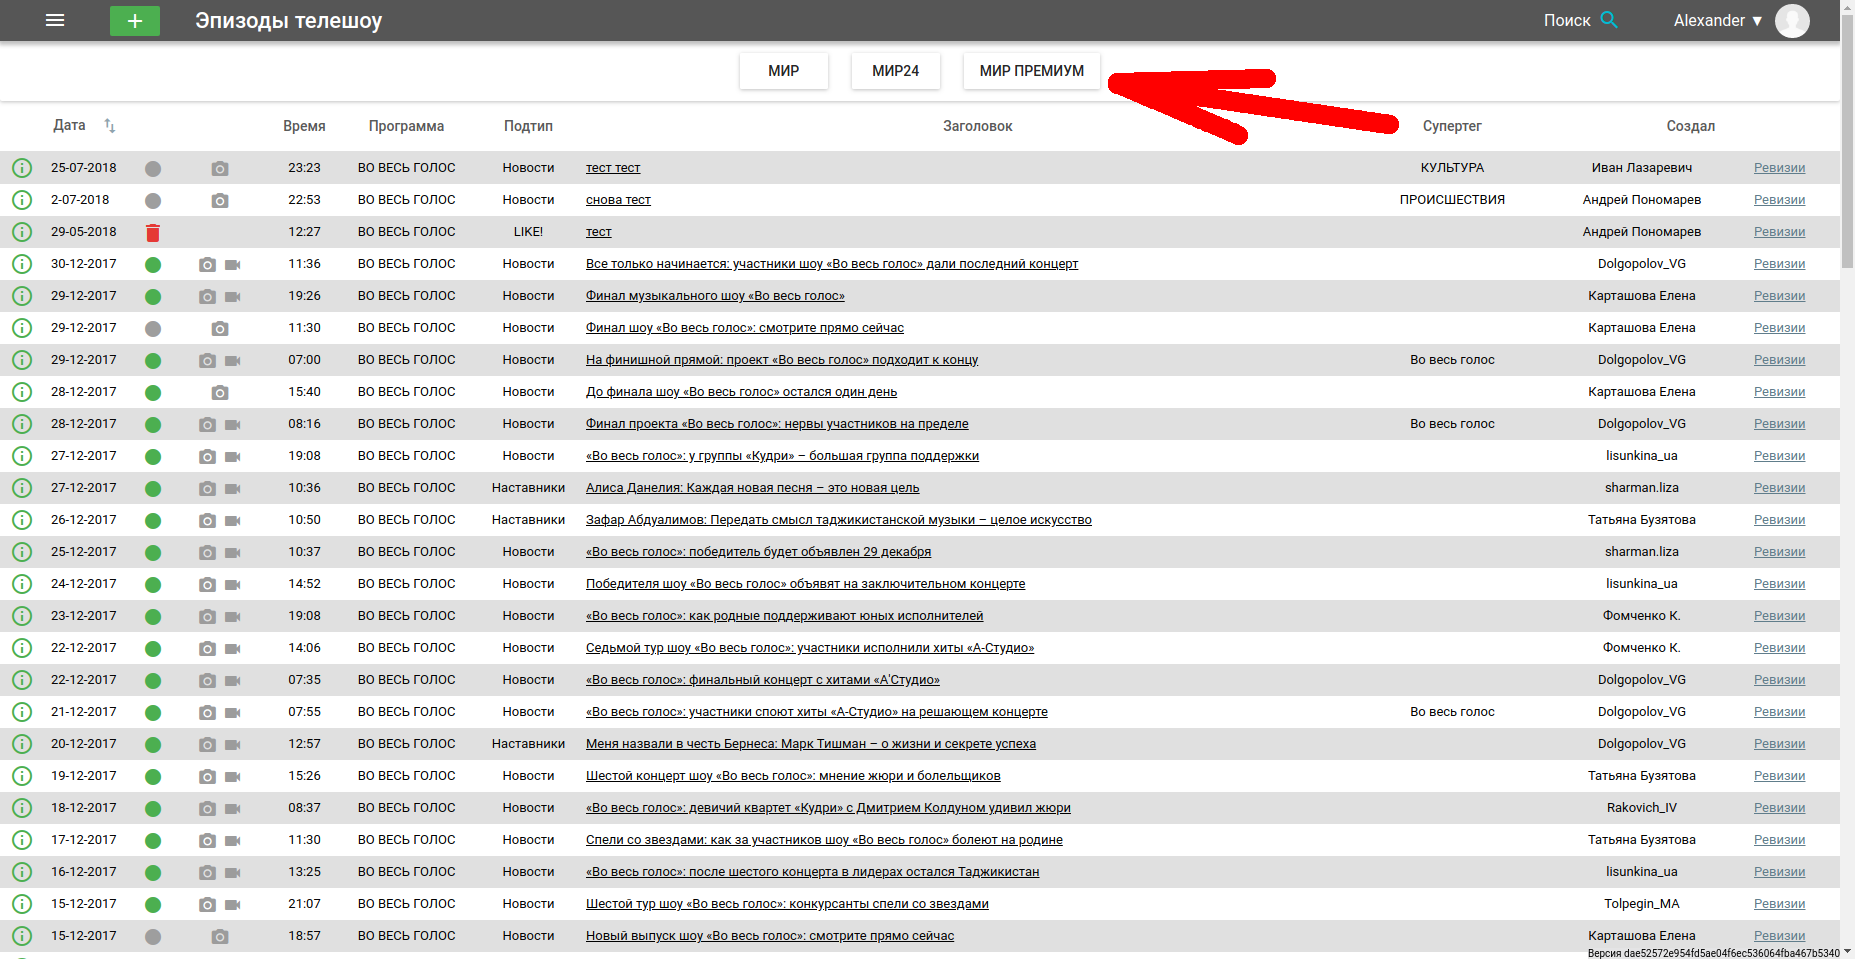 Эпизоды телешоу
Поиск
Alexander ▼
МИР МИР24 МИР ПРЕМИУМ
Дата Время Программа Подтип Заголовок Супертег Создал
25-07-2018 23:23 ВО ВЕСЬ ГОЛОС Новости тест тест КУЛЬТУРА Иван Лазаревич Ревизии
2-07-2018 22:53 ВО ВЕСЬ ГОЛОС Новости снова тест ПРОИСШЕСТВИЯ Андрей Пономарев Ревизии
29-05-2018 12:27 ВО ВЕСЬ ГОЛОС LIKE! тест Андрей Пономарев Ревизии
30-12-2017 11:36 ВО ВЕСЬ ГОЛОС Новости Все только начинается: участники шоу «Во весь голос» дали последний концерт Dolgopolov_VG Ревизии
29-12-2017 19:26 ВО ВЕСЬ ГОЛОС Новости Финал музыкального шоу «Во весь голос» Карташова Елена Ревизии
29-12-2017 11:30 ВО ВЕСЬ ГОЛОС Новости Финал шоу «Во весь голос»: смотрите прямо сейчас Карташова Елена Ревизии
29-12-2017 07:00 ВО ВЕСЬ ГОЛОС Новости На финишной прямой: проект «Во весь голос» подходит к концу Во весь голос Dolgopolov_VG Ревизии
28-12-2017 15:40 ВО ВЕСЬ ГОЛОС Новости До финала шоу «Во весь голос» остался один день Карташова Елена Ревизии
28-12-2017 08:16 ВО ВЕСЬ ГОЛОС Новости Финал проекта «Во весь голос»: нервы участников на пределе Во весь голос Dolgopolov_VG Ревизии
27-12-2017 19:08 ВО ВЕСЬ ГОЛОС Новости «Во весь голос»: у группы «Кудри» – большая группа поддержки lisunkina_ua Ревизии
27-12-2017 10:36 ВО ВЕСЬ ГОЛОС Наставники Алиса Данелия: Каждая новая песня – это новая цель sharman.liza Ревизии
26-12-2017 10:50 ВО ВЕСЬ ГОЛОС Наставники Зафар Абдуалимов: Передать смысл таджикистанской музыки – целое искусство Татьяна Бузятова Ревизии
25-12-2017 10:37 ВО ВЕСЬ ГОЛОС Новости «Во весь голос»: победитель будет объявлен 29 декабря sharman.liza Ревизии
24-12-2017 14:52 ВО ВЕСЬ ГОЛОС Новости Победителя шоу «Во весь голос» объявят на заключительном концерте lisunkina_ua Ревизии
23-12-2017 19:08 ВО ВЕСЬ ГОЛОС Новости «Во весь голос»: как родные поддерживают юных исполнителей Фомченко К. Ревизии
22-12-2017 14:06 ВО ВЕСЬ ГОЛОС Новости Седьмой тур шоу «Во весь голос»: участники исполнили хиты «А-Студио» Фомченко К. Ревизии
22-12-2017 07:35 ВО ВЕСЬ ГОЛОС Новости «Во весь голос»: финальный концерт с хитами «А'Студио» Dolgopolov_VG Ревизии
21-12-2017 07:55 ВО ВЕСЬ ГОЛОС Новости «Во весь голос»: участники споют хиты «А-Студио» на решающем концерте Во весь голос Dolgopolov_VG Ревизии
20-12-2017 12:57 ВО ВЕСЬ ГОЛОС Наставники Меня назвали в честь Бернеса: Марк Тишман – о жизни и секрете успеха Dolgopolov_VG Ревизии
19-12-2017 15:26 ВО ВЕСЬ ГОЛОС Новости Шестой концерт шоу «Во весь голос»: мнение жюри и болельщиков Татьяна Бузятова Ревизии
18-12-2017 08:37 ВО ВЕСЬ ГОЛОС Новости «Во весь голос»: девичий квартет «Кудри» с Дмитрием Колдуном удивил жюри Rakovich_IV Ревизии
17-12-2017 11:30 ВО ВЕСЬ ГОЛОС Новости Спели со звездами: как за участников шоу «Во весь голос» болеют на родине Татьяна Бузятова Ревизии
16-12-2017 13:25 ВО ВЕСЬ ГОЛОС Новости «Во весь голос»: после шестого концерта в лидерах остался Таджикистан lisunkina_ua Ревизии
15-12-2017 21:07 ВО ВЕСЬ ГОЛОС Новости Шестой тур шоу «Во весь голос»: конкурсанты спели со звездами Tolpegin_MA Ревизии
15-12-2017 18:57 ВО ВЕСЬ ГОЛОС Новости Новый выпуск шоу «Во весь голос»: смотрите прямо сейчас Карташова Елена Ревизии
Версия dae52572e954fd5ae04f6ec536064fba467b5340